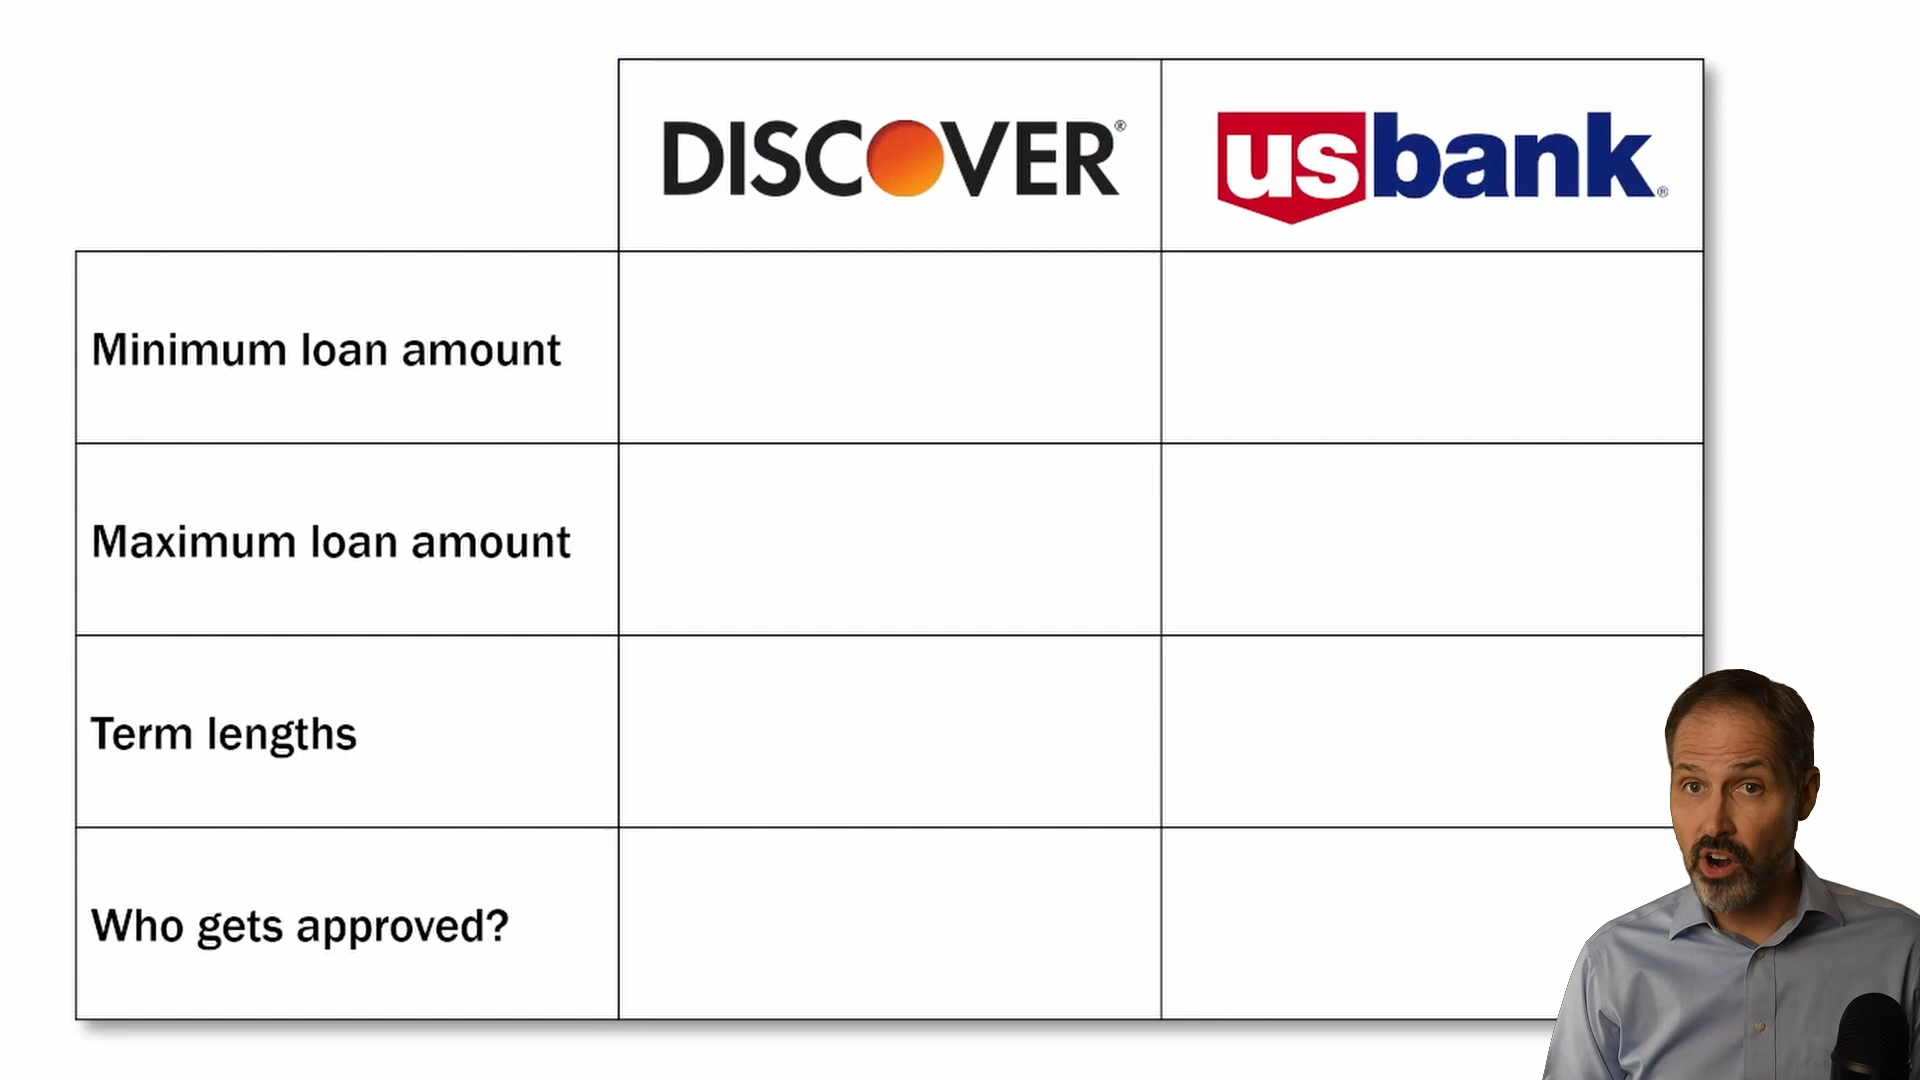 DISCOVER®
usbank®
Minimum loan amount
Maximum loan amount
Term lengths
Who gets approved?